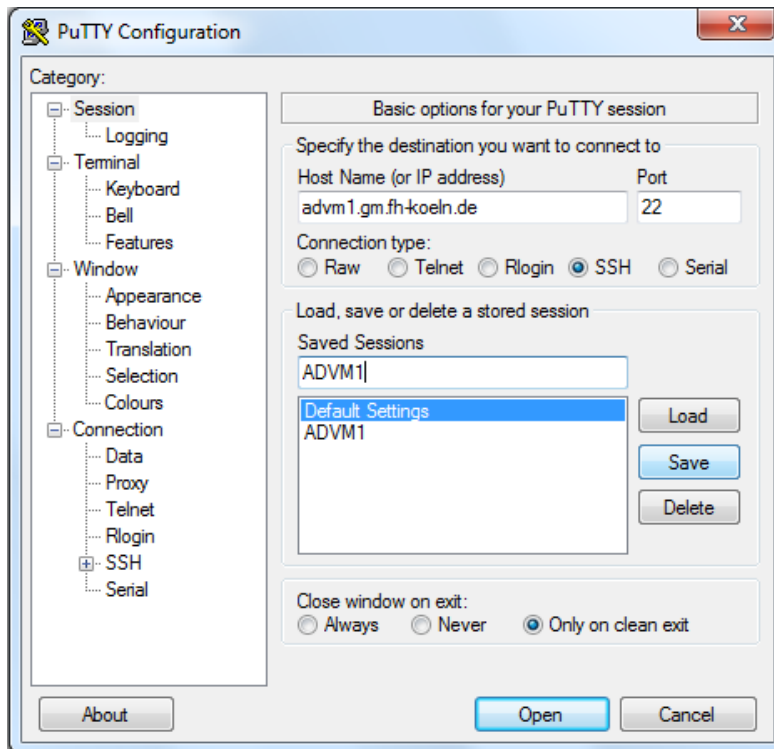 PuTTY Configuration
Category:
Session
Logging
Terminal
Keyboard
Bell
Features
Window
Appearance
Behaviour
Translation
Selection
Colours
Connection
Data
Proxy
Telnet
Rlogin
SSH
Serial
Basic options for your PuTTY session
Specify the destination you want to connect to
Host Name (or IP address) Port
advm1.gm.fh-koeln.de 22
Connection type:
Raw Telnet Rlogin SSH Serial
Load, save or delete a stored session
Saved Sessions
ADVM1
Default Settings
ADVM1
Load
Save
Delete
Close window on exit:
Always Never Only on clean exit
About Open Cancel